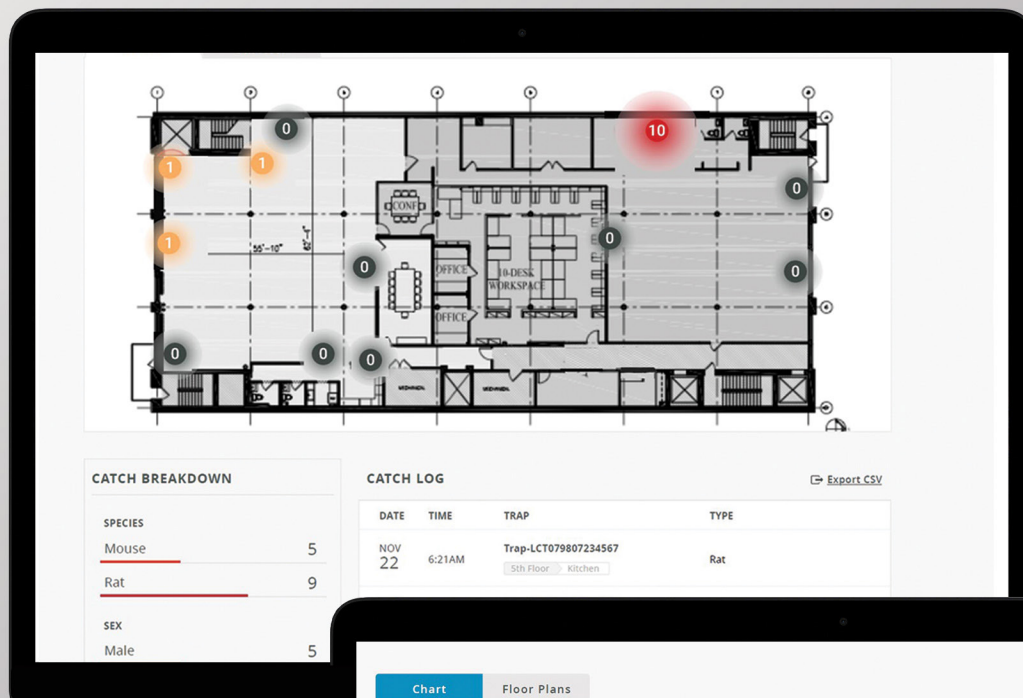 0
10
1
1
0
CONF
1
0
55'-10"
0
OFFICE
10-DESK
WORKSPACE
0
OFFICE
0
0
0
CATCH BREAKDOWN
SPECIES
Mouse 5
Rat 9
SEX
Male 5
CATCH LOG
Export CSV
DATE TIME TRAP TYPE
NOV
22 6:21AM Trap-LCT079807234567 Rat
5th Floor Kitchen
Chart Floor Plans